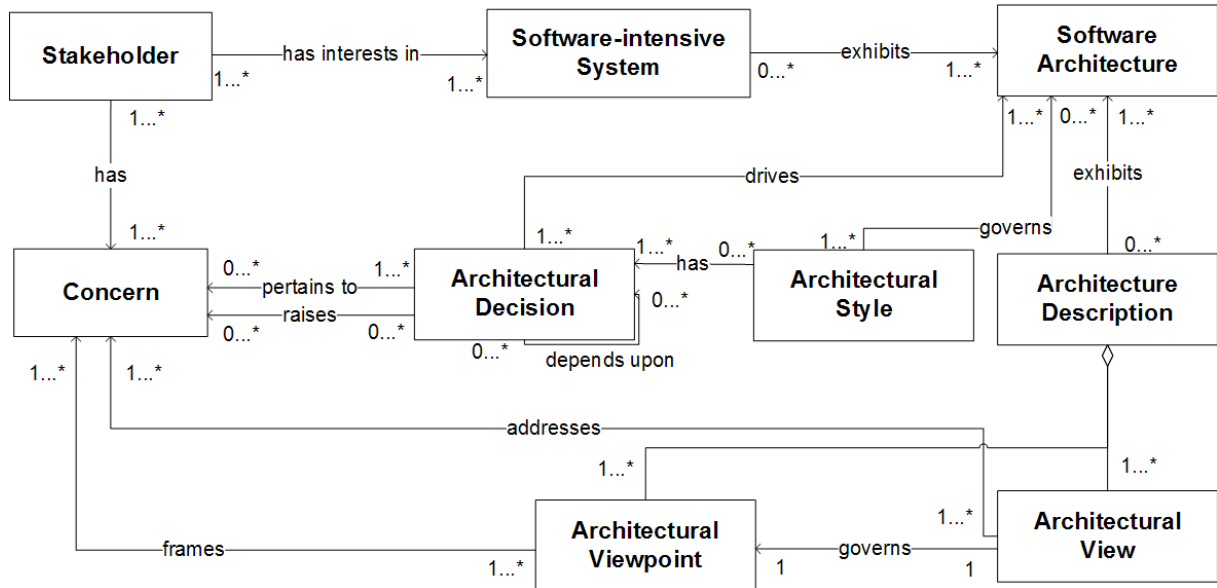 Stakeholder
has interests in
Software-intensive
System
exhibits
Software
Architecture
1...*
1...*
0...*
1...*
1...*
1...*
0...*
1...*
has
drives
exhibits
1...*
1...*
1...*
0...*
1...*
governs
0...*
Concern
0...*
pertains to
1...*
Architectural
Decision
has
Architectural
Style
Architecture
Description
raises
0...*
0...*
0...*
0...*
depends upon
1...*
1...*
addresses
1...*
1...*
1...*
frames
1...*
Architectural
Viewpoint
governs
1
1
Architectural
View